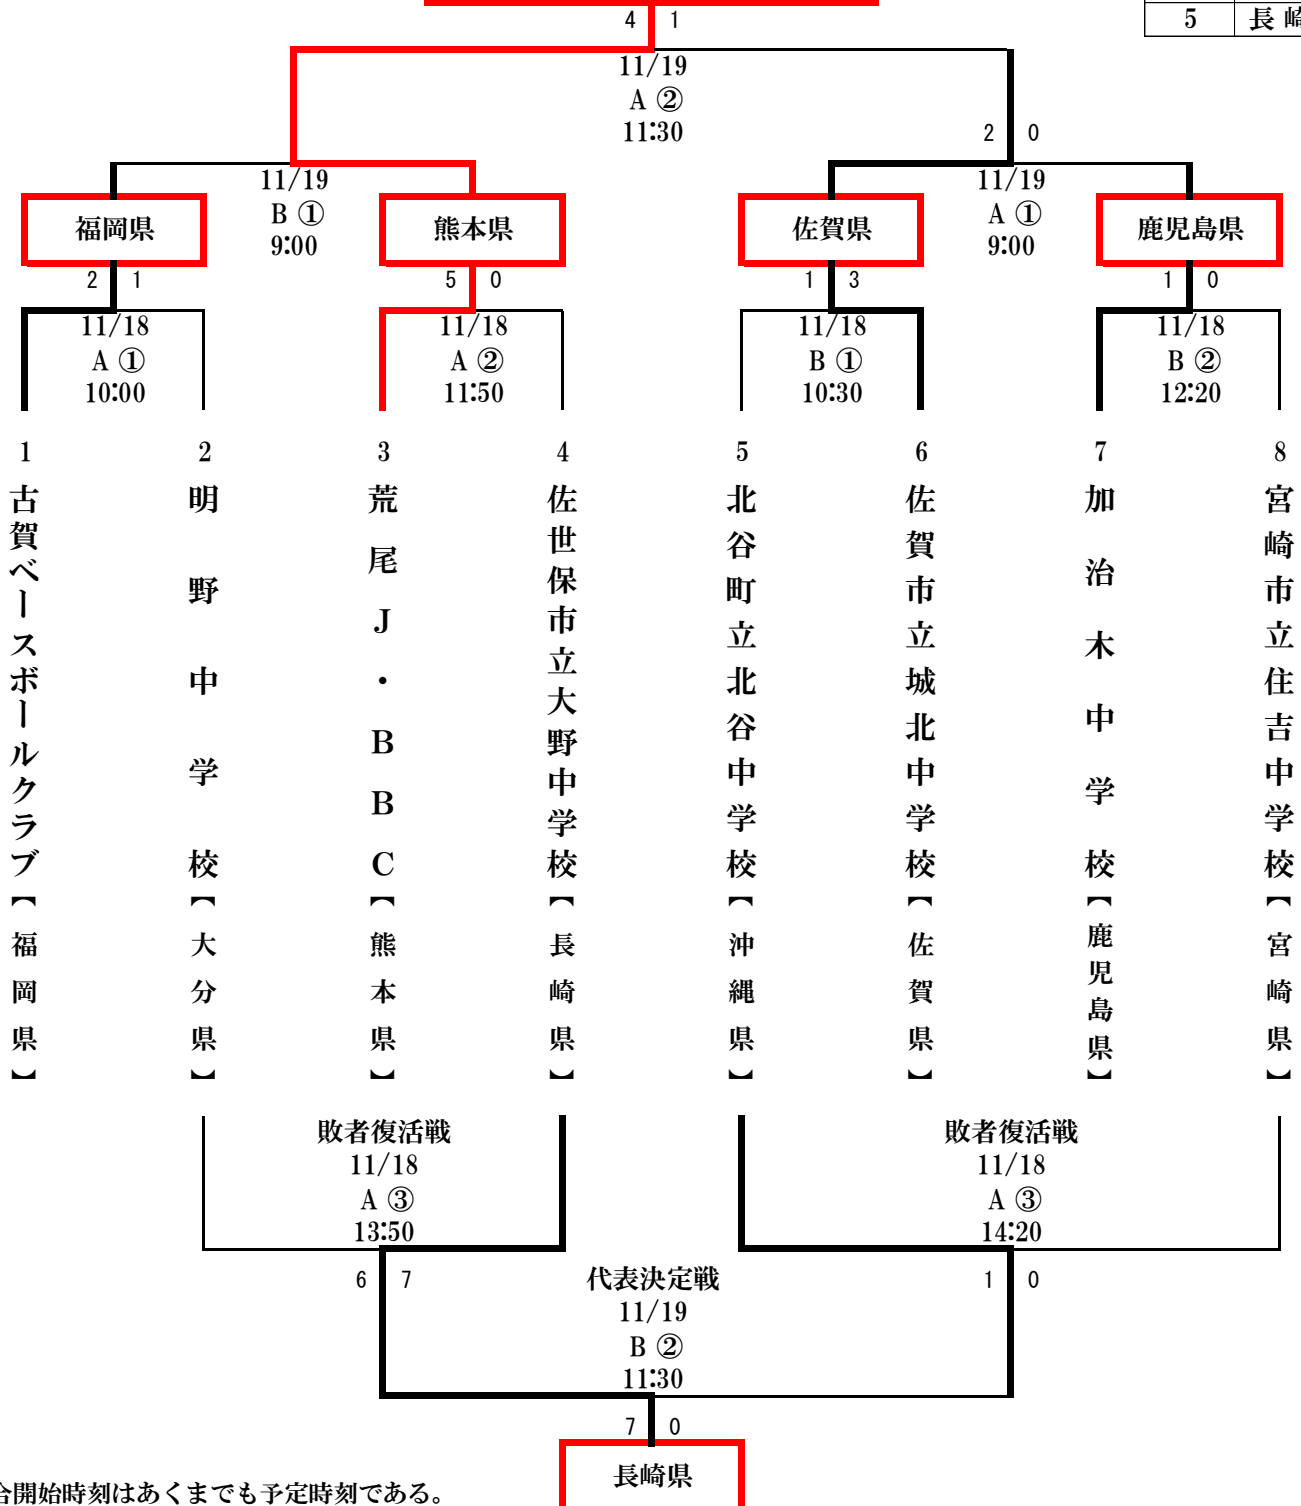 4 1
5 長崎
11/19
A ②
11:30
2 0
11/19
B ①
9:00
11/19
A ①
9:00
福岡県
熊本県
佐賀県
鹿児島県
2 1
5 0
1 3
1 0
11/18
A ①
10:00
11/18
A ②
11:50
11/18
B ①
10:30
11/18
B ②
12:20
1
古賀ベースボールクラブ【福岡県】
2
明野中学校【大分県】
3
荒尾J・BBC【熊本県】
4
佐世保市立大野中学校【長崎県】
5
北谷町立北谷中学校【沖縄県】
6
佐賀市立城北中学校【佐賀県】
7
加治木中学校【鹿児島県】
8
宮崎市立住吉中学校【宮崎県】
敗者復活戦
11/18
A ③
13:50
敗者復活戦
11/18
A ③
14:20
6 7
1 0
代表決定戦
11/19
B ②
11:30
7 0
長崎県
合開始時刻はあくまでも予定時刻である。